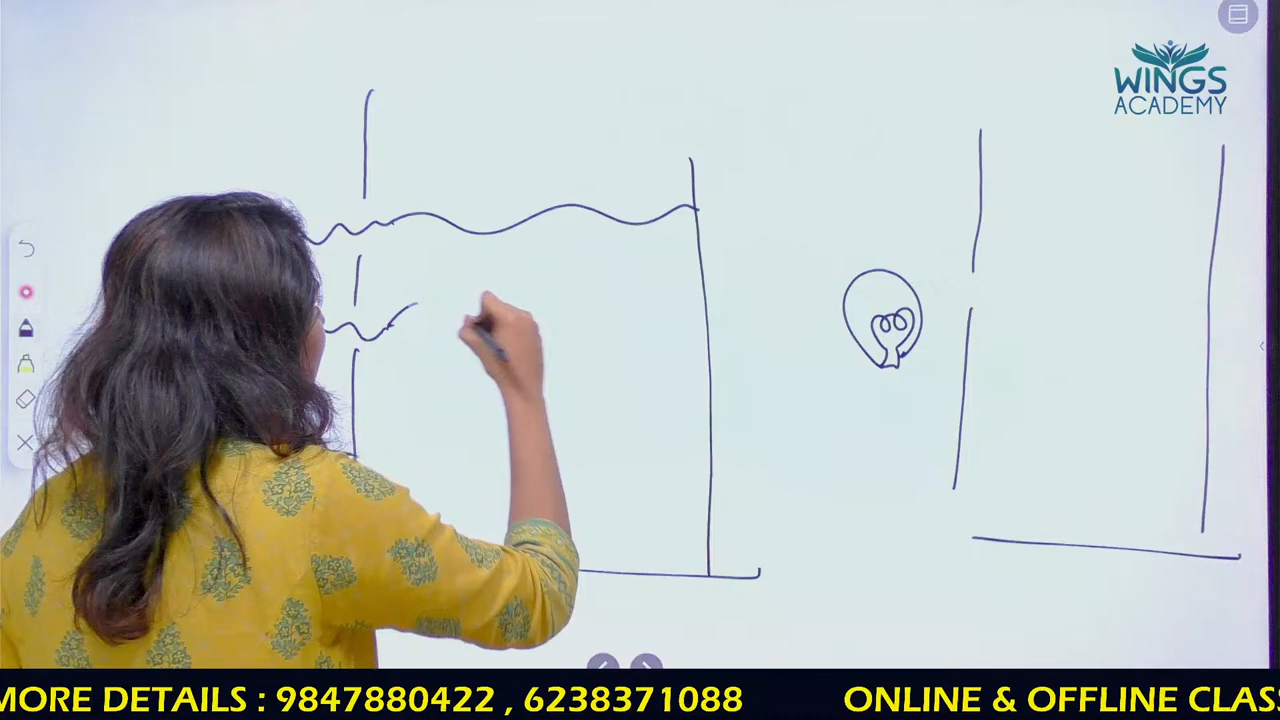 WINGS
ACADEMY
MORE DETAILS : 9847880422 , 6238371088 ONLINE & OFFLINE CLAS